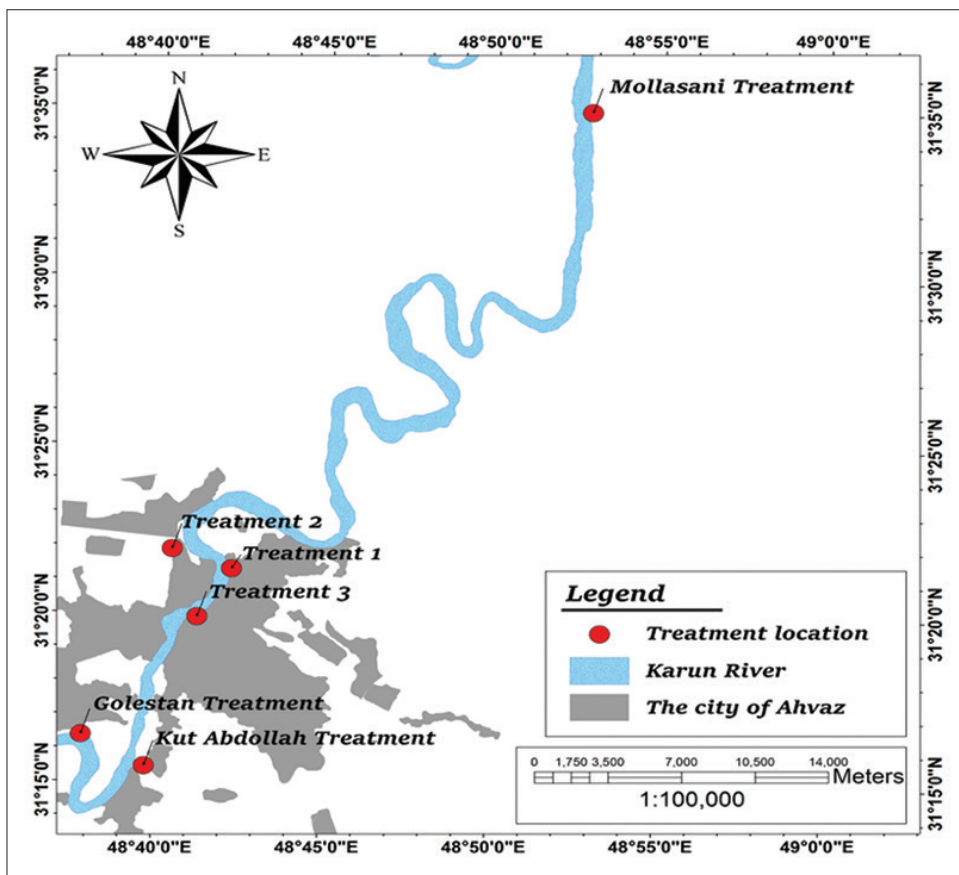 48°40'0"E 48°45'0"E 48°50'0"E 48°55'0"E 49°0'0"E
N
W E
S
Mollasani Treatment
31°35'0"N
31°35'0"N
31°30'0"N
31°30'0"N
31°25'0"N
31°25'0"N
Treatment 2
Treatment 1
Treatment 3
31°20'0"N
31°20'0"N
Golestan Treatment
Kut Abdollah Treatment
31°15'0"N
31°15'0"N
Legend
Treatment location
Karun River
The city of Ahvaz
0 1,750 3,500 7,000 10,500 14,000
Meters
1:100,000
48°40'0"E 48°45'0"E 48°50'0"E 48°55'0"E 49°0'0"E